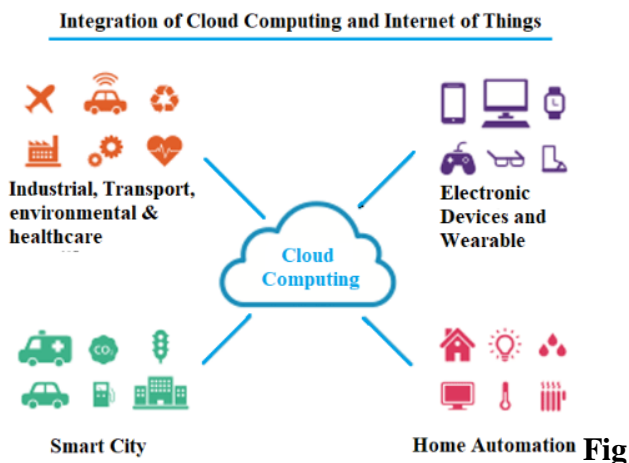 Integration of Cloud Computing and Internet of Things
Industrial, Transport,
environmental &
healthcare
Electronic
Devices and
Wearable
Cloud
Computing
CO₂
Smart City
Home Automation
Fig